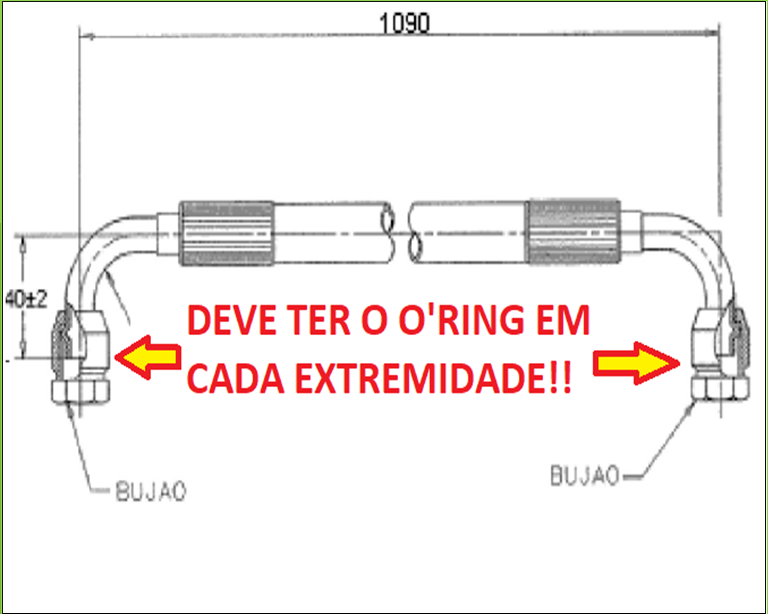 1090
40±2
DEVE TER O O'RING EM
CADA EXTREMIDADE!!
BUJAO
BUJAO